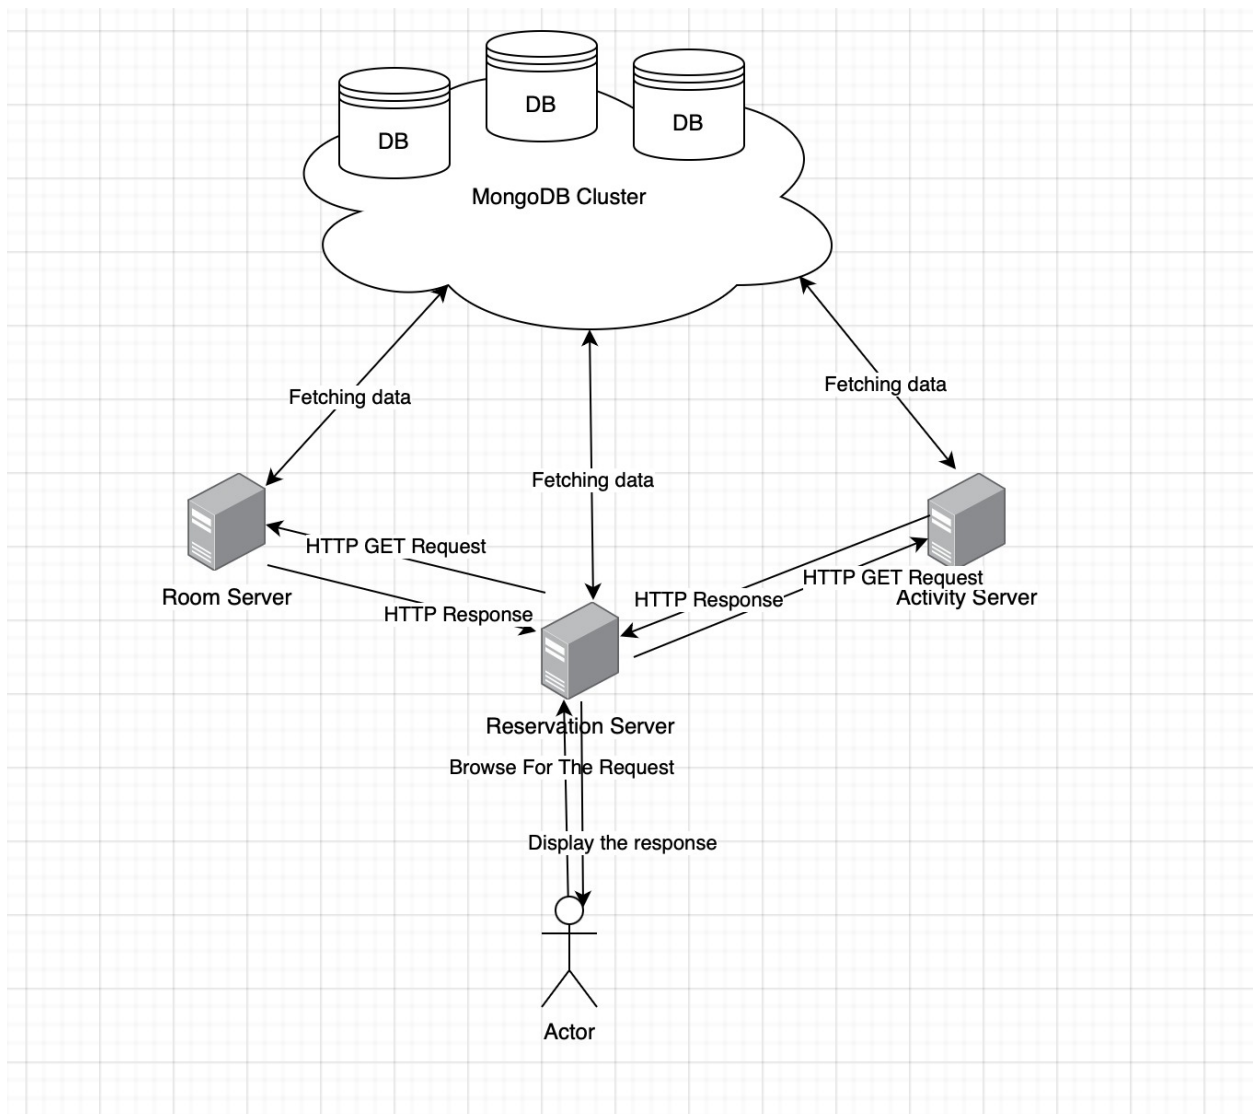 DB
DB
DB
MongoDB Cluster
Fetching data
Fetching data
Fetching data
HTTP GET Request
HTTP Response
HTTP Response
HTTP GET Request
Room Server
Activity Server
Reservation Server
Browse For The Request
Display the response
Actor